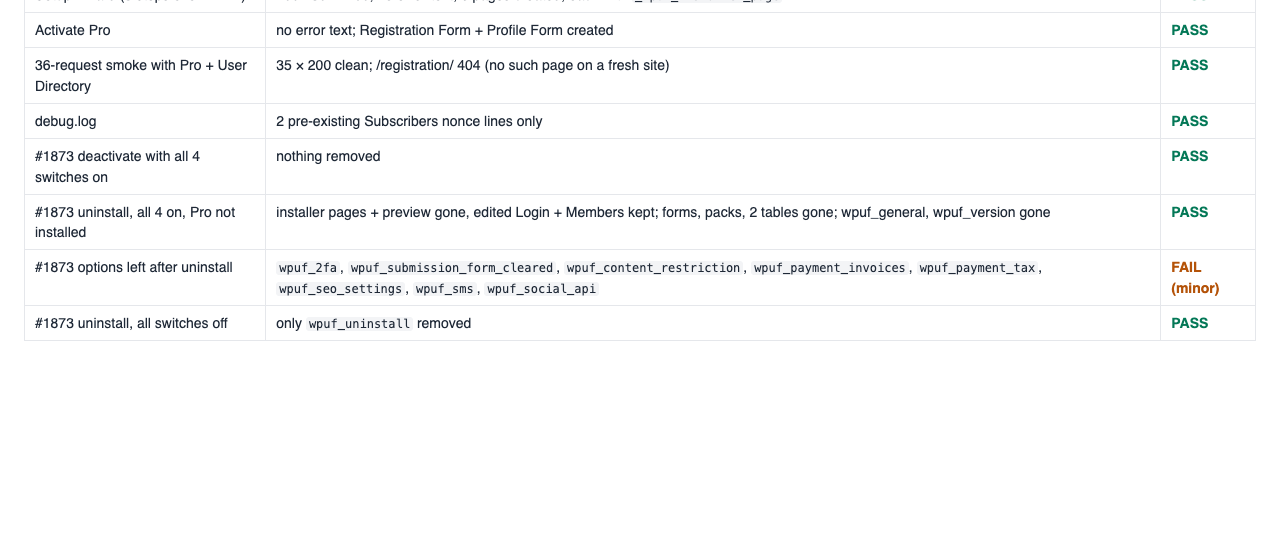 Activate Pro
no error text; Registration Form + Profile Form created
PASS
36-request smoke with Pro + User
Directory
35 × 200 clean; /registration/ 404 (no such page on a fresh site)
PASS
debug.log
2 pre-existing Subscribers nonce lines only
PASS
#1873 deactivate with all 4
switches on
nothing removed
PASS
#1873 uninstall, all 4 on, Pro not
installed
installer pages + preview gone, edited Login + Members kept; forms, packs, 2 tables gone; wpuf_general, wpuf_version gone
PASS
#1873 options left after uninstall
wpuf_2fa, wpuf_submission_form_cleared, wpuf_content_restriction, wpuf_payment_invoices, wpuf_payment_tax,
wpuf_seo_settings, wpuf_sms, wpuf_social_api
FAIL
(minor)
#1873 uninstall, all switches off
only wpuf_uninstall removed
PASS